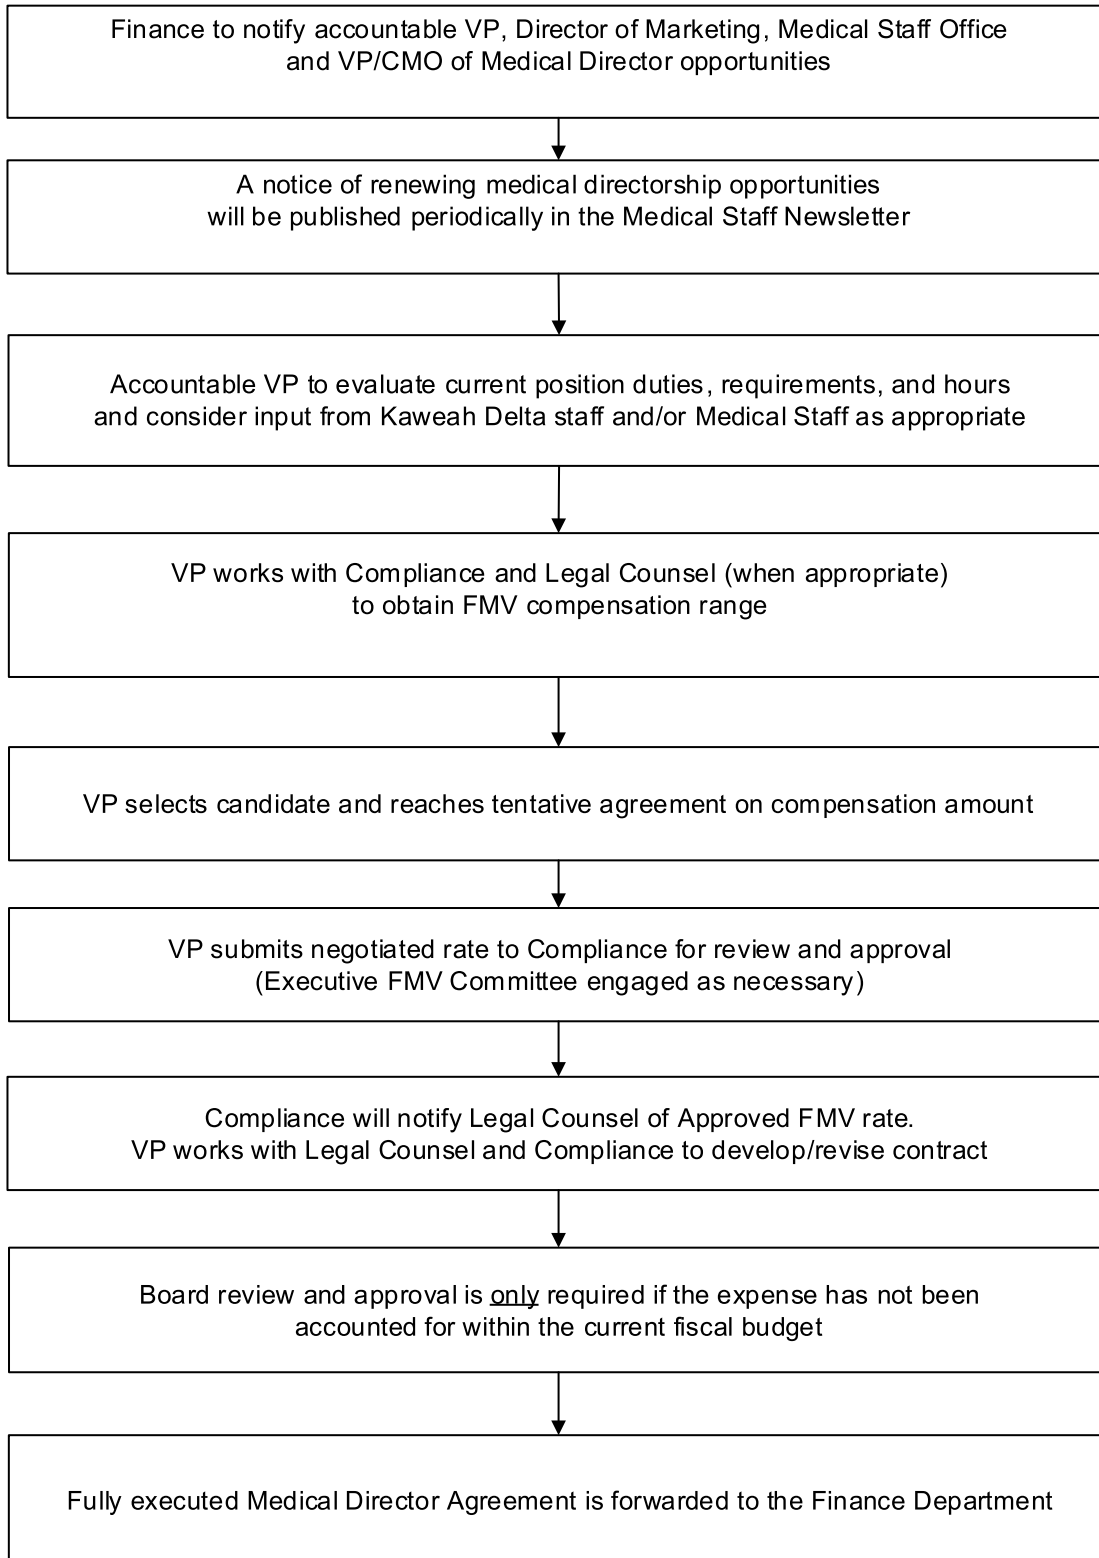 Finance to notify accountable VP, Director of Marketing, Medical Staff Office
and VP/CMO of Medical Director opportunities
A notice of renewing medical directorship opportunities
will be published periodically in the Medical Staff Newsletter
Accountable VP to evaluate current position duties, requirements, and hours
and consider input from Kaweah Delta staff and/or Medical Staff as appropriate
VP works with Compliance and Legal Counsel (when appropriate)
to obtain FMV compensation range
VP selects candidate and reaches tentative agreement on compensation amount
VP submits negotiated rate to Compliance for review and approval
(Executive FMV Committee engaged as necessary)
Compliance will notify Legal Counsel of Approved FMV rate.
VP works with Legal Counsel and Compliance to develop/revise contract
Board review and approval is only required if the expense has not been
accounted for within the current fiscal budget
Fully executed Medical Director Agreement is forwarded to the Finance Department